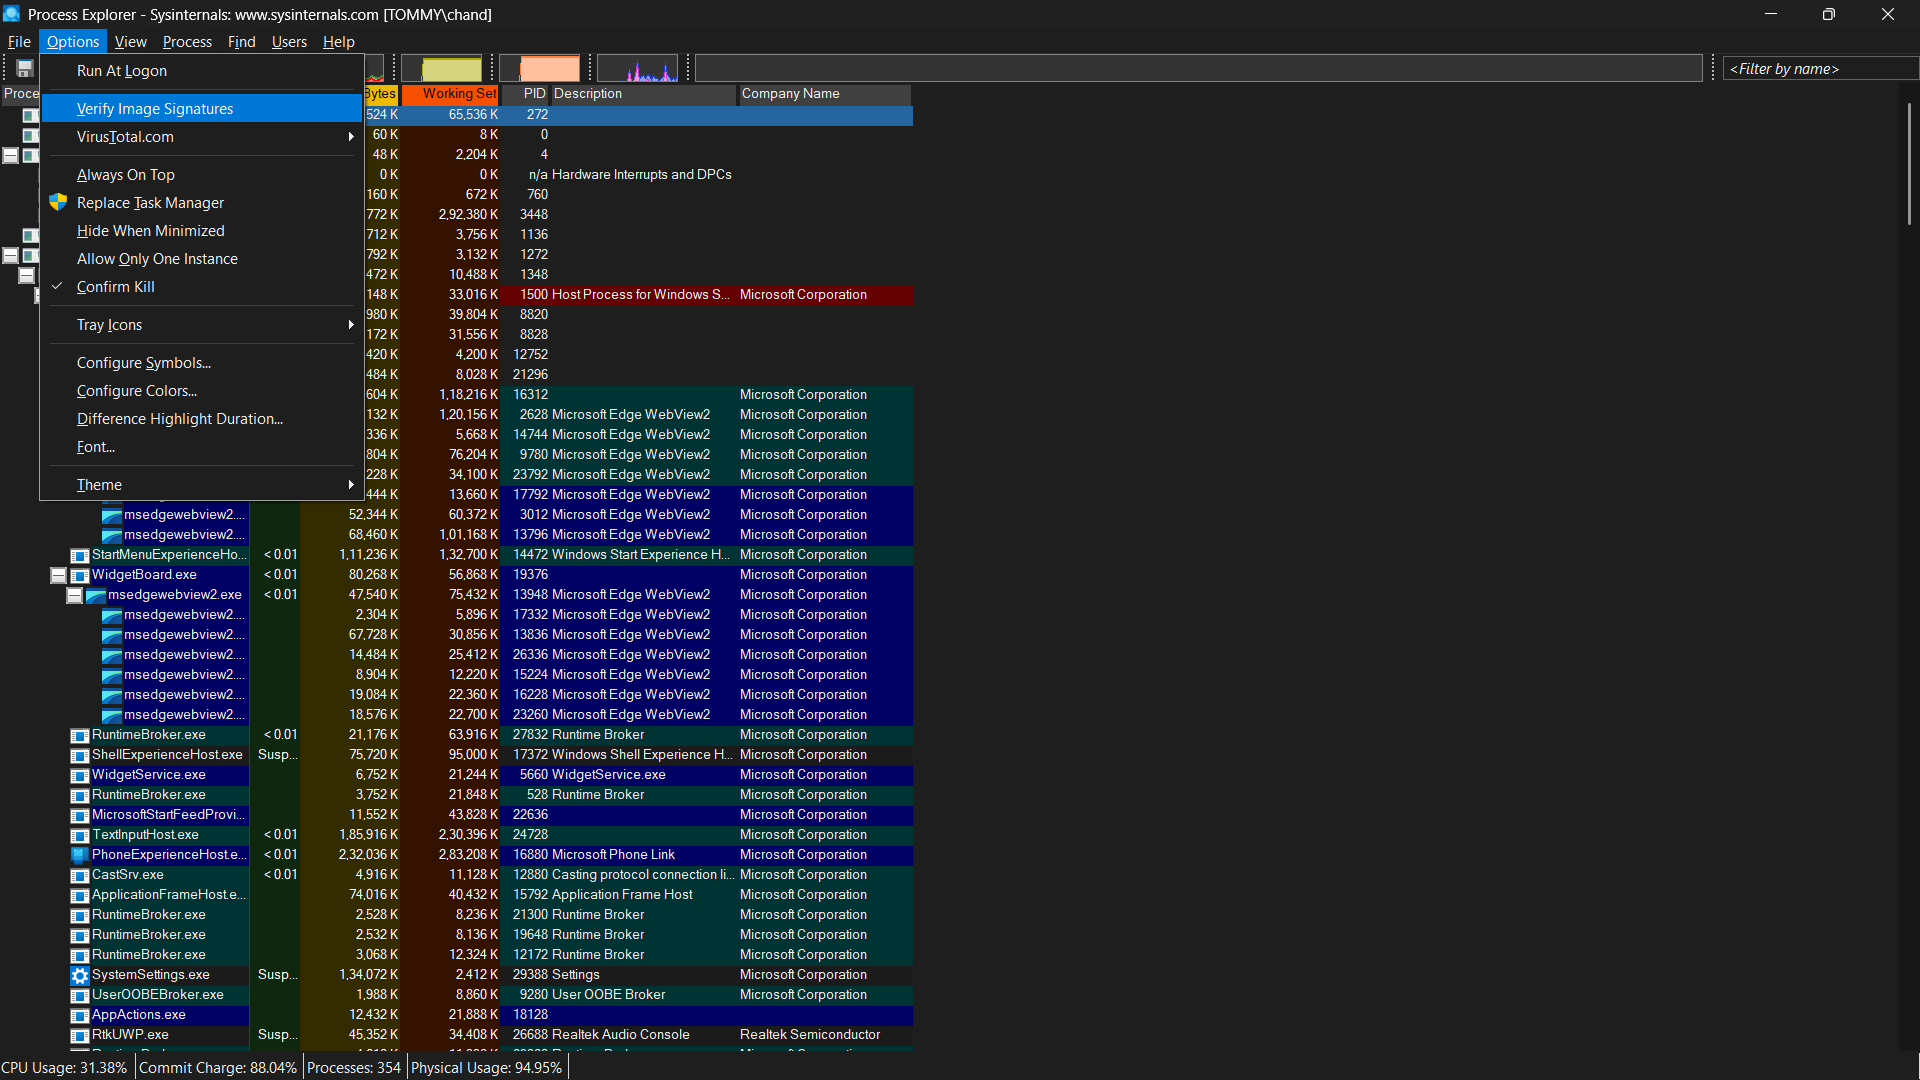 Process Explorer - Sysinternals: www.sysinternals.com [TOMMY\chand]
File Options View Process Find Users Help
<Filter by name>
Run At Logon
Verify Image Signatures
VirusTotal.com
Always On Top
Replace Task Manager
Hide When Minimized
Allow Only One Instance
Confirm Kill
Tray Icons
Configure Symbols...
Configure Colors...
Difference Highlight Duration...
Font...
Theme
Proce Bytes Working Set PID Description Company Name
524 K 65,536 K 272
60 K 8 K 0
48 K 2,204 K 4
0 K 0 K n/a Hardware Interrupts and DPCs
160 K 672 K 760
772 K 2,92,380 K 3448
712 K 3,756 K 1136
792 K 3,132 K 1272
472 K 10,488 K 1348
148 K 33,016 K 1500 Host Process for Windows S... Microsoft Corporation
980 K 39,804 K 8820
172 K 31,556 K 8828
420 K 4,200 K 12752
484 K 8,028 K 21296
604 K 1,18,216 K 16312 Microsoft Corporation
132 K 1,20,156 K 2628 Microsoft Edge WebView2 Microsoft Corporation
336 K 5,668 K 14744 Microsoft Edge WebView2 Microsoft Corporation
804 K 76,204 K 9780 Microsoft Edge WebView2 Microsoft Corporation
228 K 34,100 K 23792 Microsoft Edge WebView2 Microsoft Corporation
444 K 13,660 K 17792 Microsoft Edge WebView2 Microsoft Corporation
msedgewebview2.... 52,344 K 60,372 K 3012 Microsoft Edge WebView2 Microsoft Corporation
msedgewebview2.... 68,460 K 1,01,168 K 13796 Microsoft Edge WebView2 Microsoft Corporation
StartMenuExperienceHo... < 0.01 1,11,236 K 1,32,700 K 14472 Windows Start Experience H... Microsoft Corporation
WidgetBoard.exe < 0.01 80,268 K 56,868 K 19376 Microsoft Corporation
msedgewebview2.exe < 0.01 47,540 K 75,432 K 13948 Microsoft Edge WebView2 Microsoft Corporation
msedgewebview2.... 2,304 K 5,896 K 17332 Microsoft Edge WebView2 Microsoft Corporation
msedgewebview2.... 67,728 K 30,856 K 13836 Microsoft Edge WebView2 Microsoft Corporation
msedgewebview2.... 14,484 K 25,412 K 26336 Microsoft Edge WebView2 Microsoft Corporation
msedgewebview2.... 8,904 K 12,220 K 15224 Microsoft Edge WebView2 Microsoft Corporation
msedgewebview2.... 19,084 K 22,360 K 16228 Microsoft Edge WebView2 Microsoft Corporation
msedgewebview2.... 18,576 K 22,700 K 23260 Microsoft Edge WebView2 Microsoft Corporation
RuntimeBroker.exe < 0.01 21,176 K 63,916 K 27832 Runtime Broker Microsoft Corporation
ShellExperienceHost.exe Susp... 75,720 K 95,000 K 17372 Windows Shell Experience H... Microsoft Corporation
WidgetService.exe 6,752 K 21,244 K 5660 WidgetService.exe Microsoft Corporation
RuntimeBroker.exe 3,752 K 21,848 K 528 Runtime Broker Microsoft Corporation
MicrosoftStartFeedProvi... 11,552 K 43,828 K 22636 Microsoft Corporation
TextInputHost.exe < 0.01 1,85,916 K 2,30,396 K 24728 Microsoft Corporation
PhoneExperienceHost.e... < 0.01 2,32,036 K 2,83,208 K 16880 Microsoft Phone Link Microsoft Corporation
CastSrv.exe < 0.01 4,916 K 11,128 K 12880 Casting protocol connection li... Microsoft Corporation
ApplicationFrameHost.e... 74,016 K 40,432 K 15792 Application Frame Host Microsoft Corporation
RuntimeBroker.exe 2,528 K 8,236 K 21300 Runtime Broker Microsoft Corporation
RuntimeBroker.exe 2,532 K 8,136 K 19648 Runtime Broker Microsoft Corporation
RuntimeBroker.exe 3,068 K 12,324 K 12172 Runtime Broker Microsoft Corporation
SystemSettings.exe Susp... 1,34,072 K 2,412 K 29388 Settings Microsoft Corporation
UserOOBEBroker.exe 1,988 K 8,860 K 9280 User OOBE Broker Microsoft Corporation
AppActions.exe 12,432 K 21,888 K 18128
RtkUWP.exe Susp... 45,352 K 34,408 K 26688 Realtek Audio Console Realtek Semiconductor
CPU Usage: 31.38% Commit Charge: 88.04% Processes: 354 Physical Usage: 94.95%